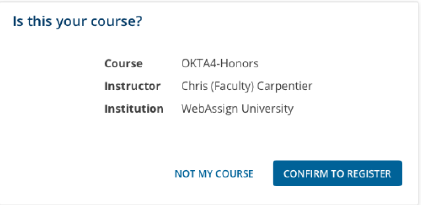 Is this your course?
Course OKTA4-Honors
Instructor Chris (Faculty) Carpentier
Institution WebAssign University
NOT MY COURSE CONFIRM TO REGISTER